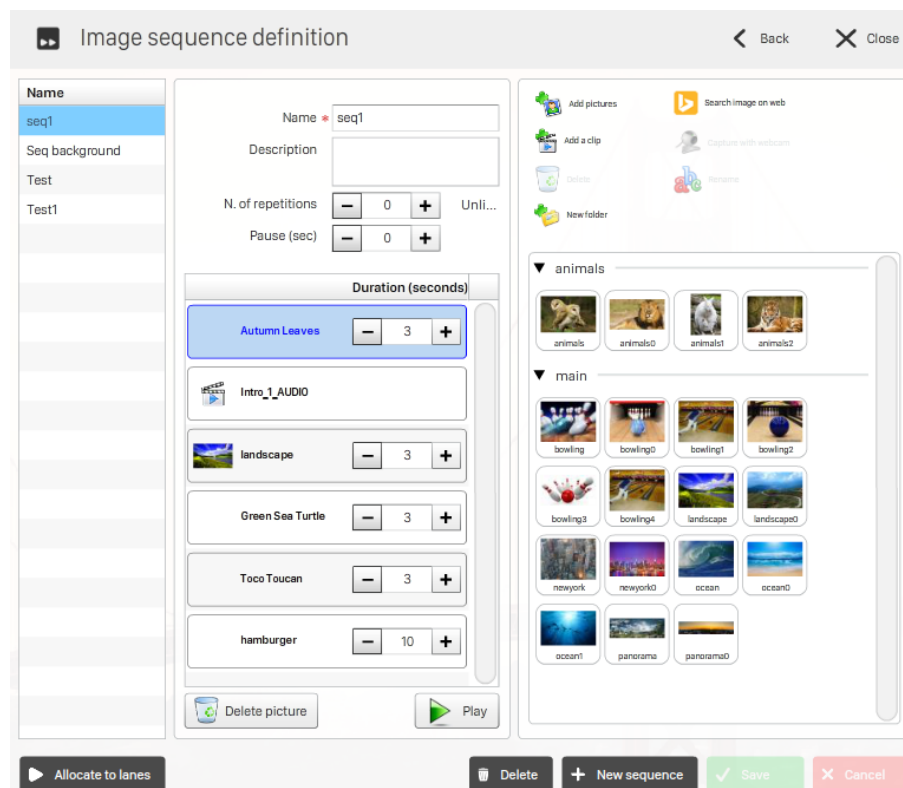 Image sequence definition
Back
Close
Name
seq1
Seq background
Test
Test1
Name * seq1
Description
N. of repetitions − 0 + Unli...
Pause (sec) − 0 +
Duration (seconds)
Autumn Leaves − 3 +
Intro_1_AUDIO
landscape − 3 +
Green Sea Turtle − 3 +
Toco Toucan − 3 +
hamburger − 10 +
Delete picture
Play
Add pictures
Search image on web
Add a clip
Capture with webcam
Delete
abc Rename
New folder
animals
animals animals0 animals1 animals2
main
bowling bowling0 bowling1 bowling2
bowling3 bowling4 landscape landscape0
newyork newyork0 ocean ocean0
ocean1 panorama panorama0
Allocate to lanes
Delete
+ New sequence
Save
Cancel